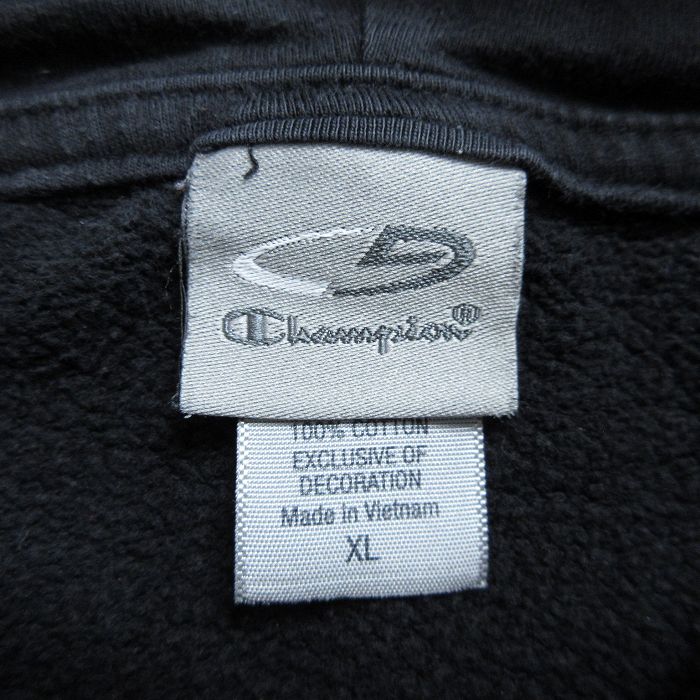 Champion®
100% COTTON
EXCLUSIVE OF
DECORATION
Made in Vietnam
XL